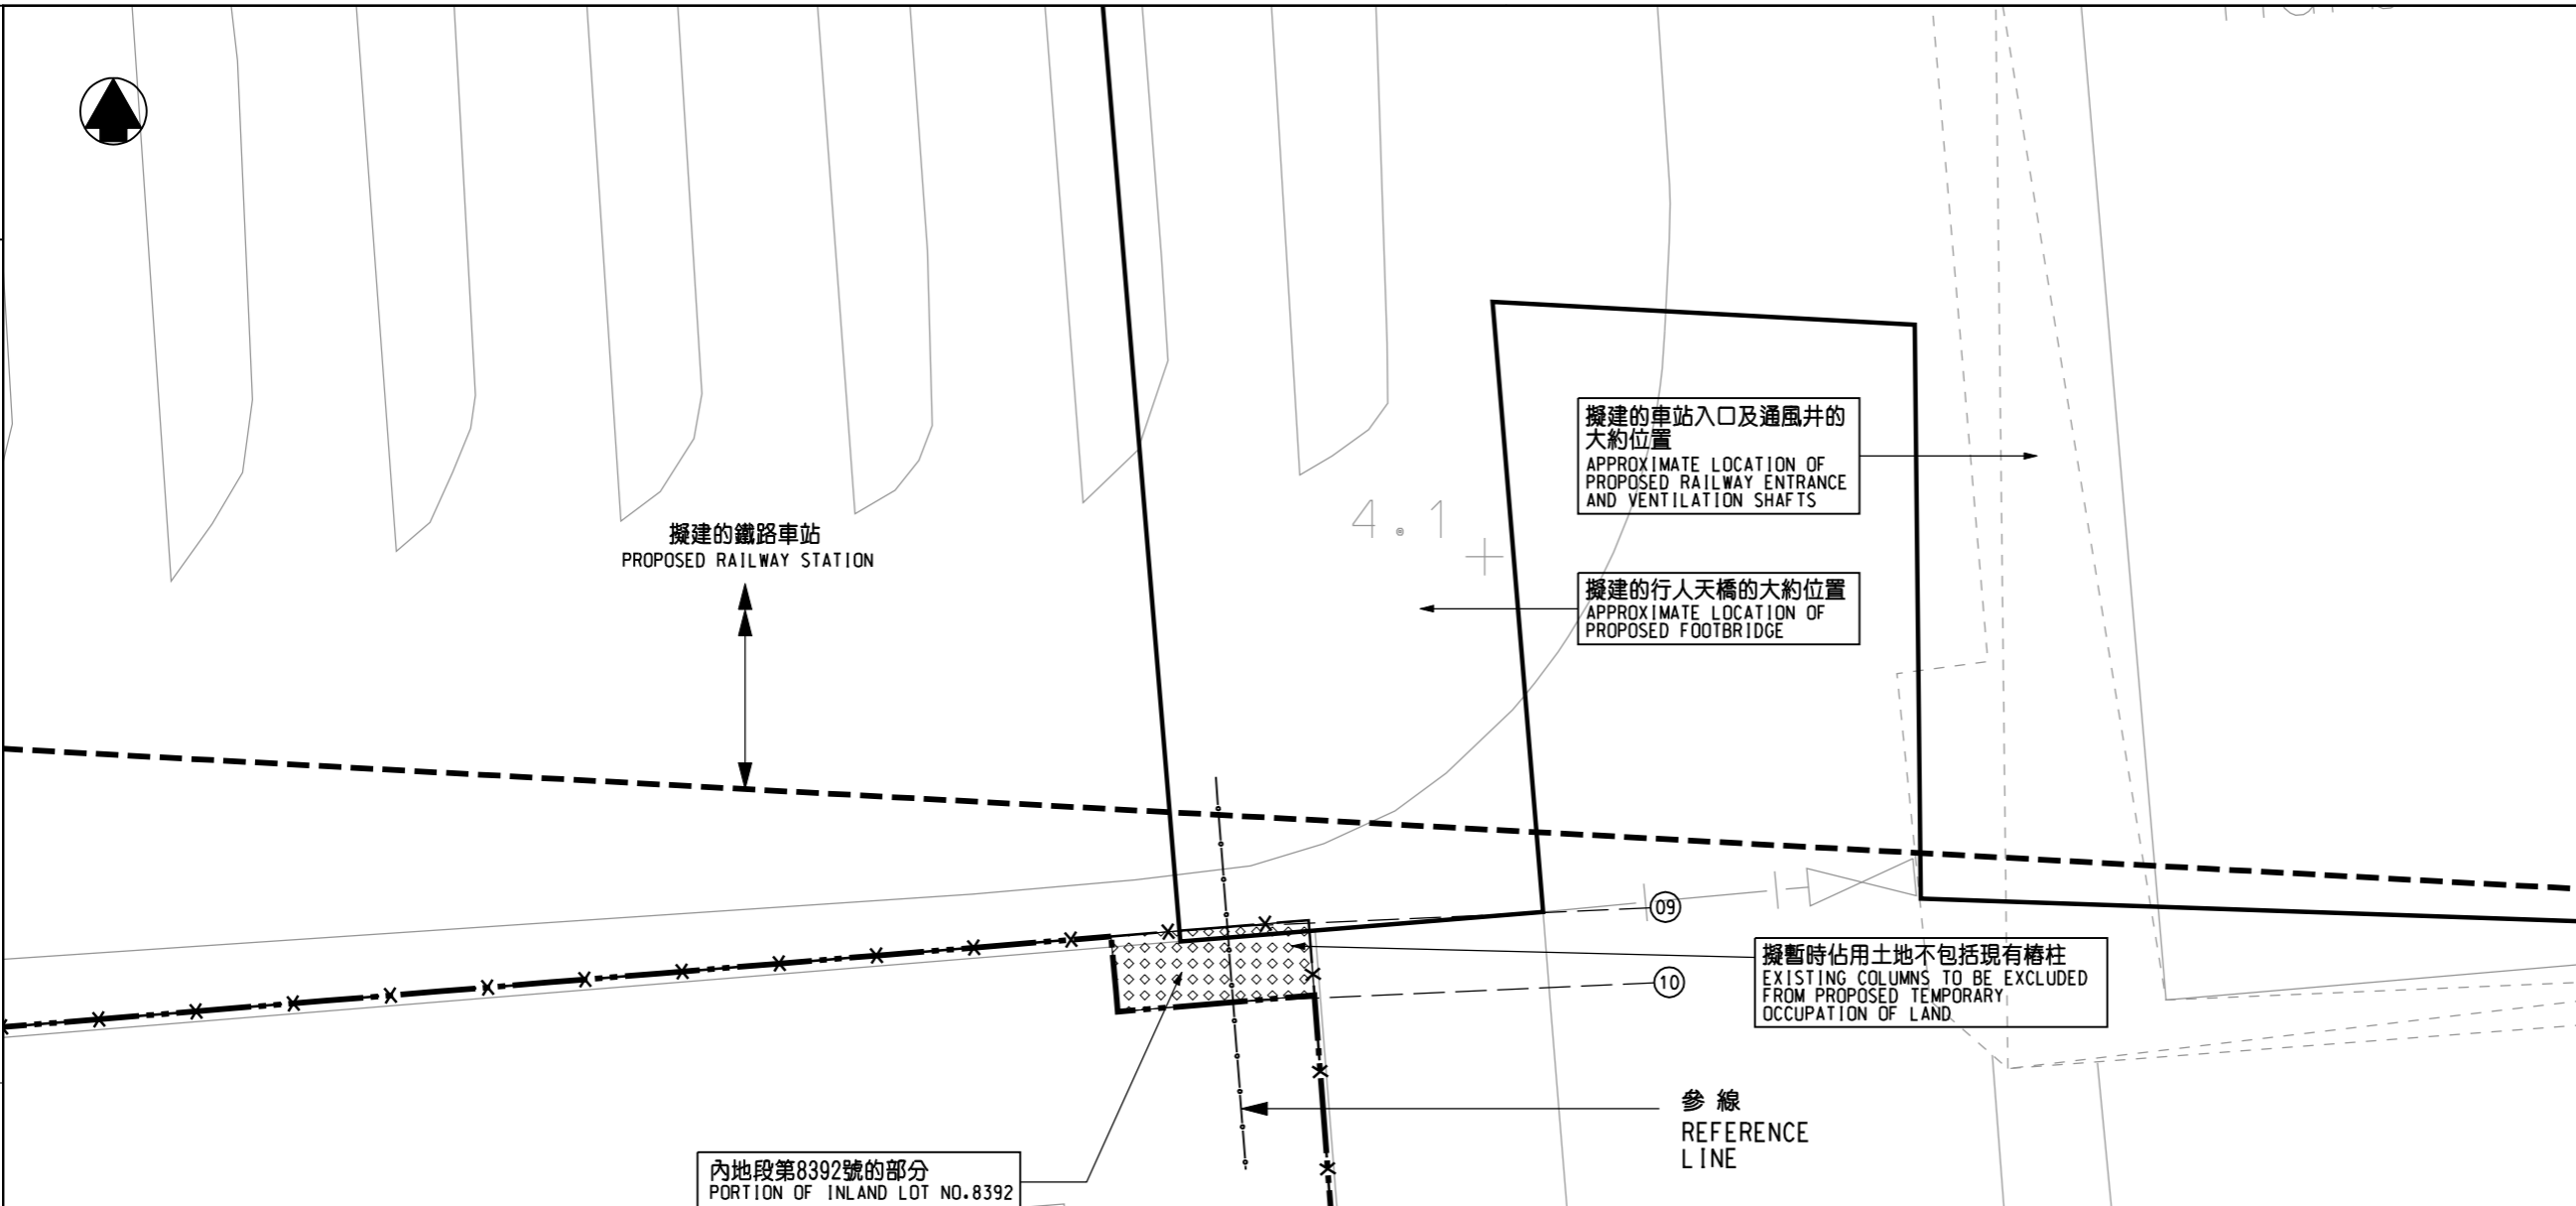 擬建的車站入口及通風井的
大約位置
APPROXIMATE LOCATION OF
PROPOSED RAILWAY ENTRANCE
AND VENTILATION SHAFTS
4.1
擬建的鐵路車站
PROPOSED RAILWAY STATION
擬建的行人天橋的大約位置
APPROXIMATE LOCATION OF
PROPOSED FOOTBRIDGE
09
擬暫時佔用土地不包括現有樁柱
EXISTING COLUMNS TO BE EXCLUDED
FROM PROPOSED TEMPORARY
OCCUPATION OF LAND
10
參線
REFERENCE
LINE
內地段第8392號的部分
PORTION OF INLAND LOT NO.8392